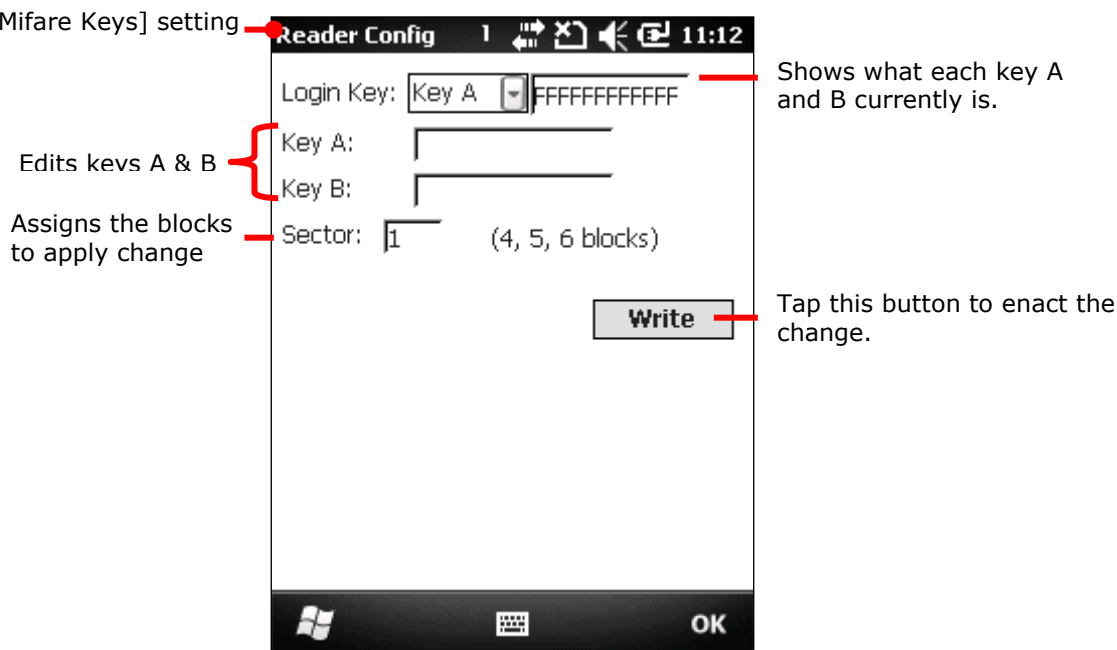 Mifare Keys] setting
Reader Config 11:12
Login Key: Key A FFFFFFFFFFFF
Shows what each key A
and B currently is.
Key A:
Edits keys A & B
Key B:
Assigns the blocks
to apply change
Sector: 1 (4, 5, 6 blocks)
Write
Tap this button to enact the
change.
OK